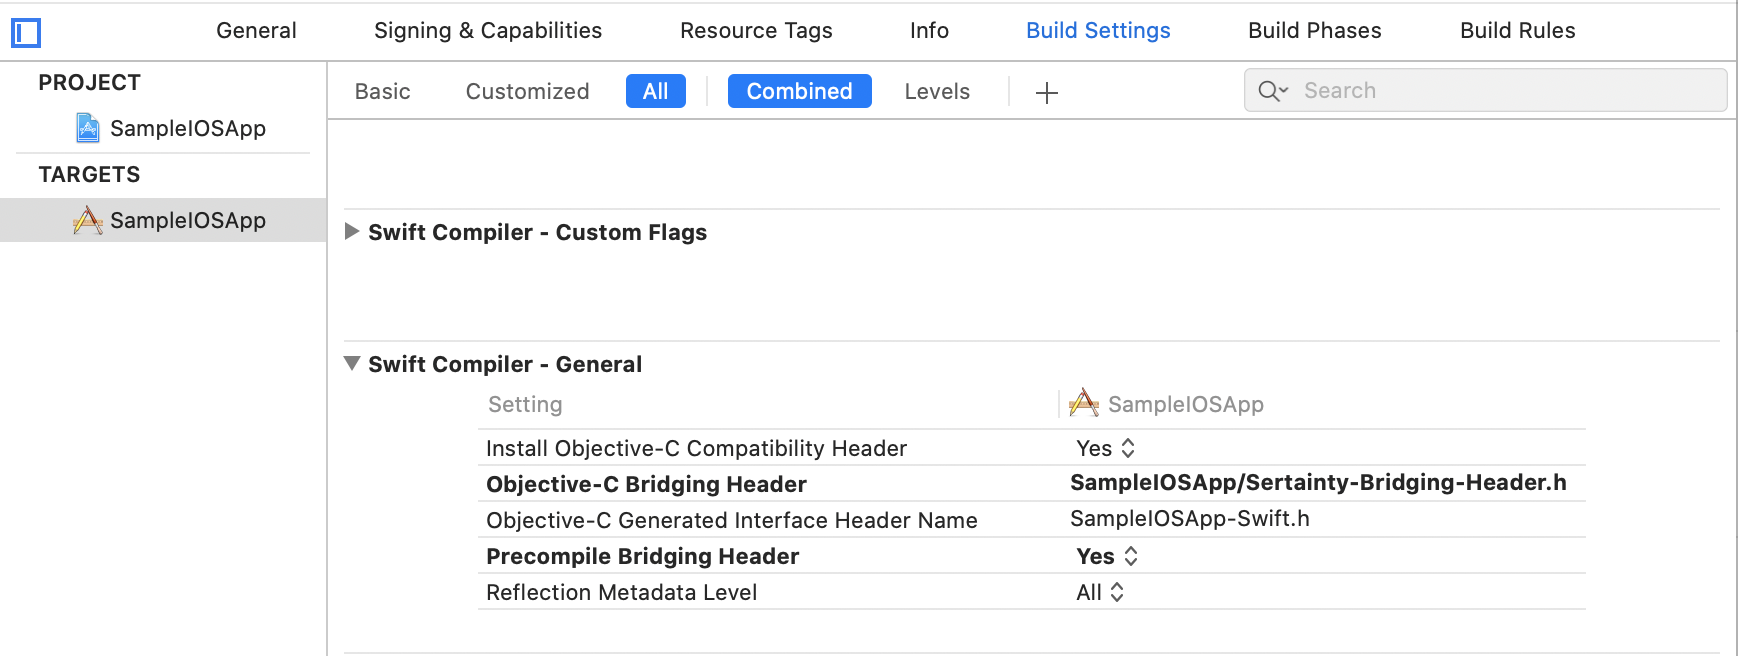 General Signing & Capabilities Resource Tags Info Build Settings Build Phases Build Rules
PROJECT
SampleIOSApp
TARGETS
SampleIOSApp
Basic Customized All Combined Levels + Search
Swift Compiler - Custom Flags
Swift Compiler - General
Setting SampleIOSApp
Install Objective-C Compatibility Header Yes
Objective-C Bridging Header SampleIOSApp/Sertainty-Bridging-Header.h
Objective-C Generated Interface Header Name SampleIOSApp-Swift.h
Precompile Bridging Header Yes
Reflection Metadata Level All